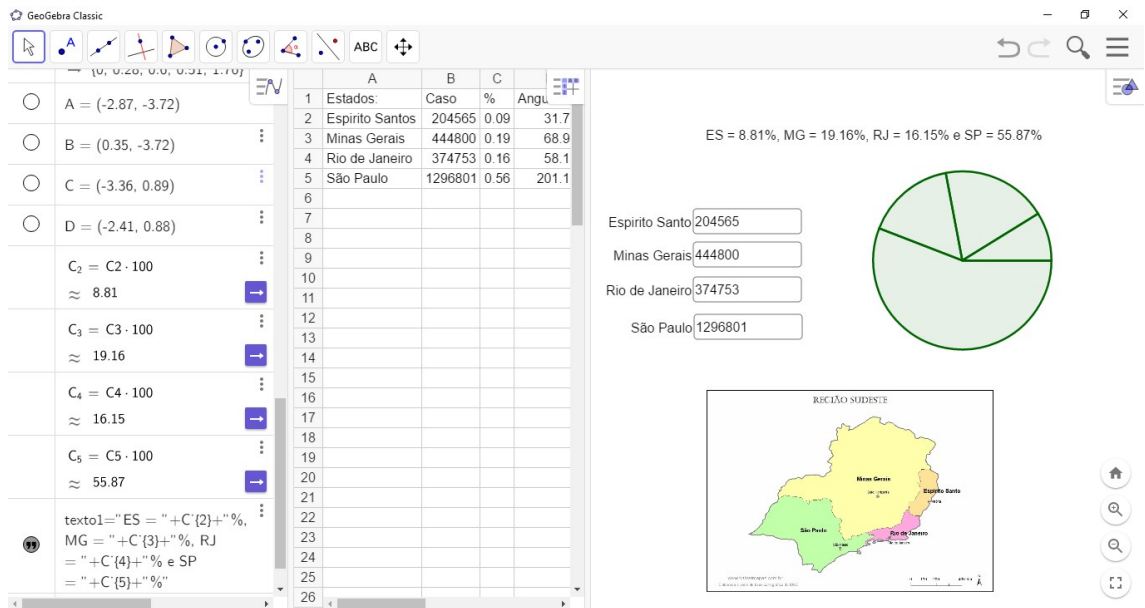 GeoGebra Classic
ABC
A = (-2.87, -3.72)
B = (0.35, -3.72)
C = (-3.36, 0.89)
D = (-2.41, 0.88)
C₂ = C2 · 100
≈ 8.81
C₃ = C3 · 100
≈ 19.16
C₄ = C4 · 100
≈ 16.15
C₅ = C5 · 100
≈ 55.87
texto1="ES = "+C´{2}+"%,
MG = "+C´{3}+"%, RJ
= "+C´{4}+"% e SP
= "+C´{5}+"%"
A B C
1 Estados: Caso % Angu
2 Espirito Santos 204565 0.09 31.7
3 Minas Gerais 444800 0.19 68.9
4 Rio de Janeiro 374753 0.16 58.1
5 São Paulo 1296801 0.56 201.1
6
7
8
9
10
11
12
13
14
15
16
17
18
19
20
21
22
23
24
25
26
ES = 8.81%, MG = 19.16%, RJ = 16.15% e SP = 55.87%
Espirito Santo 204565
Minas Gerais 444800
Rio de Janeiro 374753
São Paulo 1296801
REGIÃO SUDESTE
Minas Gerais
Espírito Santo
São Paulo
Rio de Janeiro